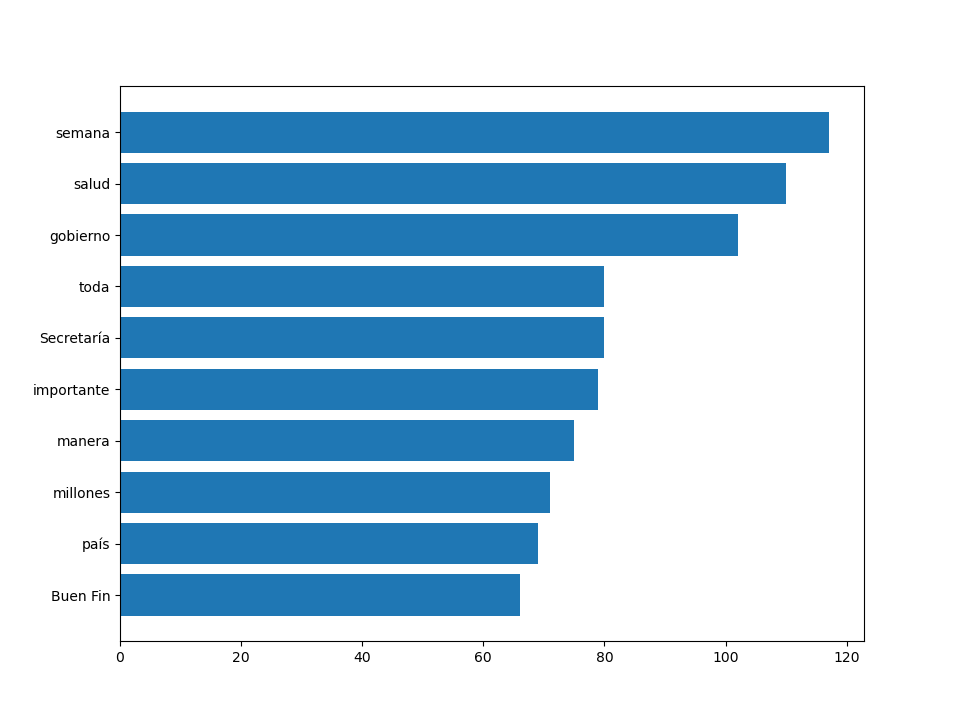 semana
salud
gobierno
toda
Secretaría
importante
manera
millones
país
Buen Fin
0 20 40 60 80 100 120